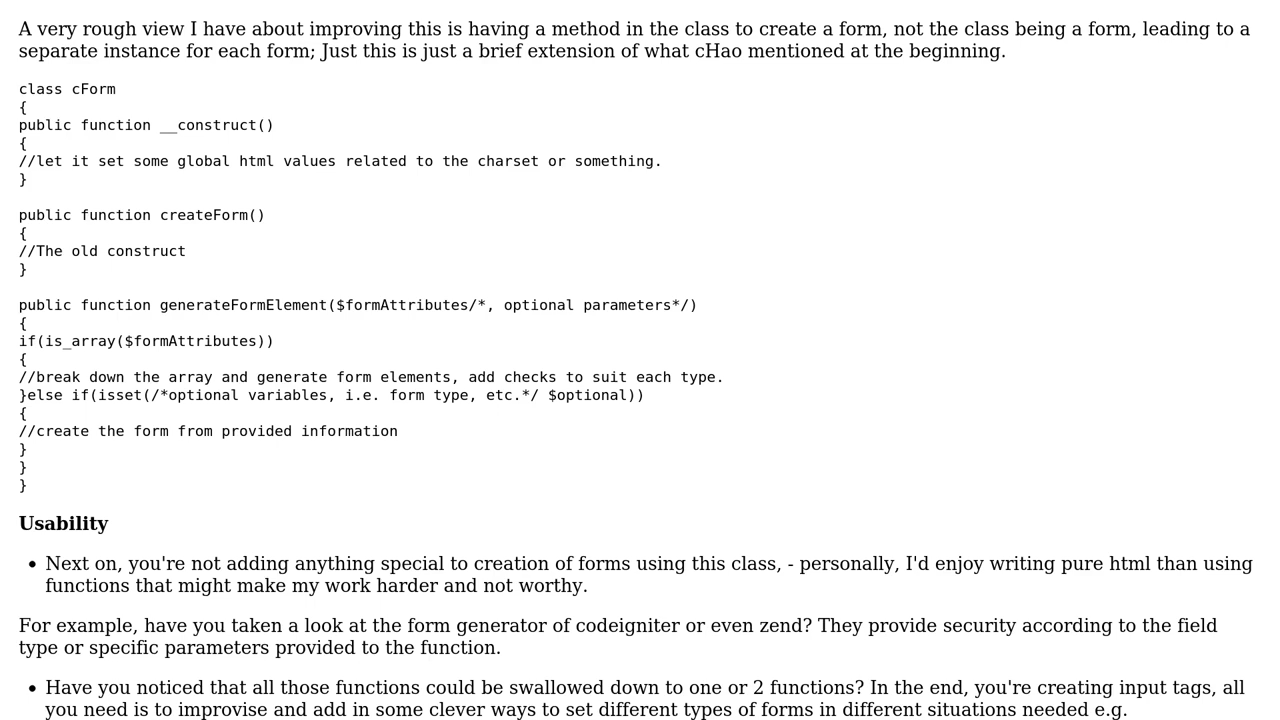 A very rough view I have about improving this is having a method in the class to create a form, not the class being a form, leading to a
separate instance for each form; Just this is just a brief extension of what cHao mentioned at the beginning.
class cForm
{
public function __construct()
{
//let it set some global html values related to the charset or something.
}
public function createForm()
{
//The old construct
}
public function generateFormElement($formAttributes/*, optional parameters*/)
{
if(is_array($formAttributes))
{
//break down the array and generate form elements, add checks to suit each type.
}else if(isset(/*optional variables, i.e. form type, etc.*/ $optional))
{
//create the form from provided information
}
}
}
Usability
• Next on, you're not adding anything special to creation of forms using this class, - personally, I'd enjoy writing pure html than using
functions that might make my work harder and not worthy.
For example, have you taken a look at the form generator of codeigniter or even zend? They provide security according to the field
type or specific parameters provided to the function.
• Have you noticed that all those functions could be swallowed down to one or 2 functions? In the end, you're creating input tags, all
you need is to improvise and add in some clever ways to set different types of forms in different situations needed e.g.